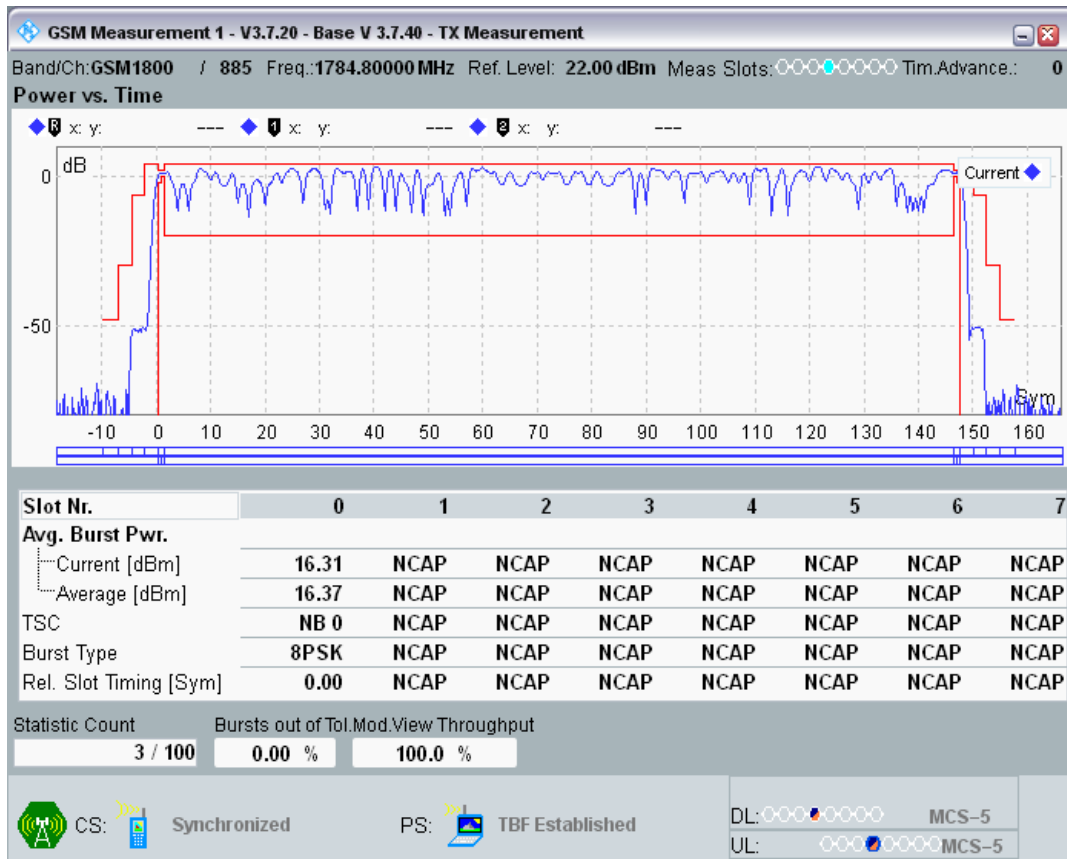 GSM Measurement 1 - V3.7.20 - Base V 3.7.40 - TX Measurement
Band/Ch:GSM1800 / 885 Freq.:1784.80000 MHz Ref. Level: 22.00 dBm Meas Slots: Tim.Advance.: 0
Power vs. Time
R x: y: --- 1 x: y: --- 2 x: y: ---
dB
0
Current
-50
Sym
-10 0 10 20 30 40 50 60 70 80 90 100 110 120 130 140 150 160
Slot Nr. 0 1 2 3 4 5 6 7
Avg. Burst Pwr.
Current [dBm] 16.31 NCAP NCAP NCAP NCAP NCAP NCAP NCAP
Average [dBm] 16.37 NCAP NCAP NCAP NCAP NCAP NCAP NCAP
TSC NB 0 NCAP NCAP NCAP NCAP NCAP NCAP NCAP
Burst Type 8PSK NCAP NCAP NCAP NCAP NCAP NCAP NCAP
Rel. Slot Timing [Sym] 0.00 NCAP NCAP NCAP NCAP NCAP NCAP NCAP
Statistic Count Bursts out of Tol.Mod.View Throughput
3 / 100 0.00 % 100.0 %
CS: Synchronized PS: TBF Established
DL: MCS-5
UL: MCS-5